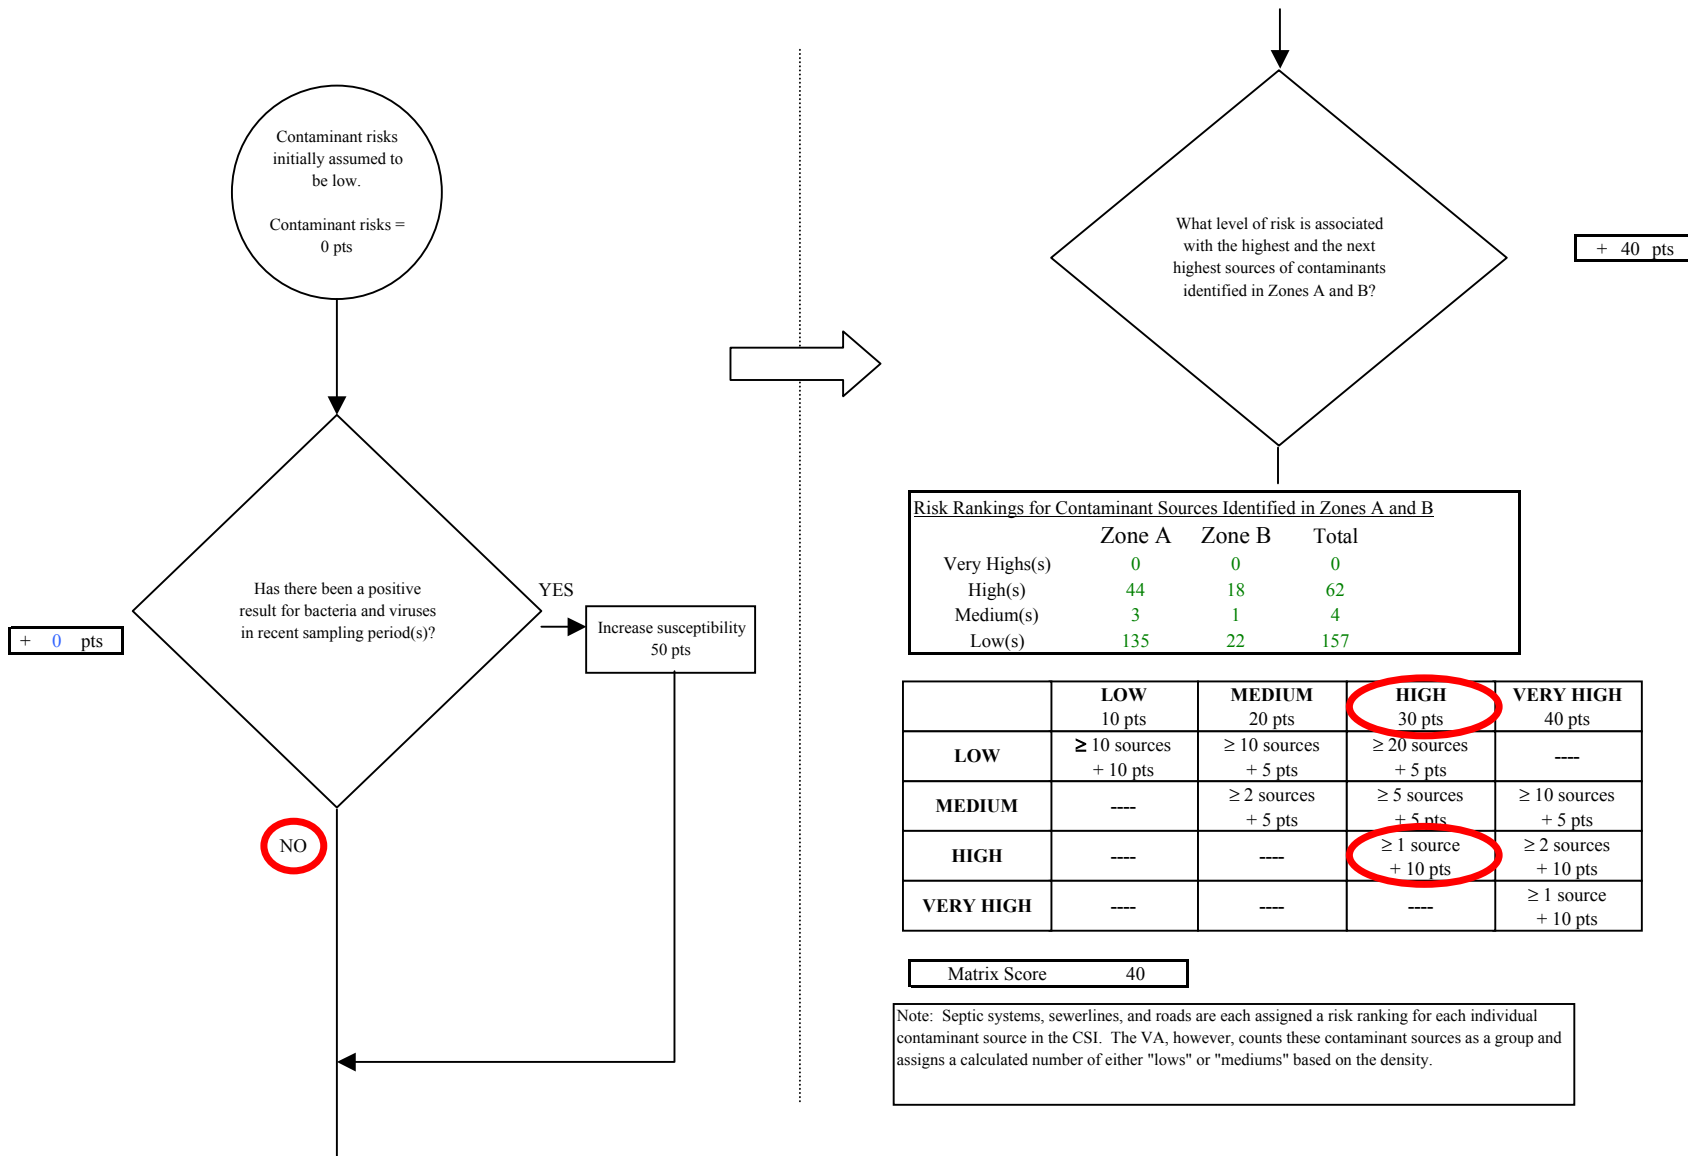 Contaminant risks
initially assumed to
be low.
Contaminant risks =
0 pts
Has there been a positive
result for bacteria and viruses
in recent sampling period(s)?
+ 0 pts
YES
Increase susceptibility
50 pts
NO
What level of risk is associated
with the highest and the next
highest sources of contaminants
identified in Zones A and B?
+ 40 pts
Risk Rankings for Contaminant Sources Identified in Zones A and B
Zone A Zone B Total
Very Highs(s) 0 0 0
High(s) 44 18 62
Medium(s) 3 1 4
Low(s) 135 22 157
LOW MEDIUM HIGH VERY HIGH
10 pts 20 pts 30 pts 40 pts
LOW ≥ 10 sources ≥ 10 sources ≥ 20 sources ----
+ 10 pts + 5 pts + 5 pts
MEDIUM ---- ≥ 2 sources ≥ 5 sources ≥ 10 sources
+ 5 pts + 5 pts + 5 pts
HIGH ---- ---- ≥ 1 source ≥ 2 sources
+ 10 pts + 10 pts
VERY HIGH ---- ---- ---- ≥ 1 source
+ 10 pts
Matrix Score 40
Note: Septic systems, sewerlines, and roads are each assigned a risk ranking for each individual
contaminant source in the CSI. The VA, however, counts these contaminant sources as a group and
assigns a calculated number of either "lows" or "mediums" based on the density.